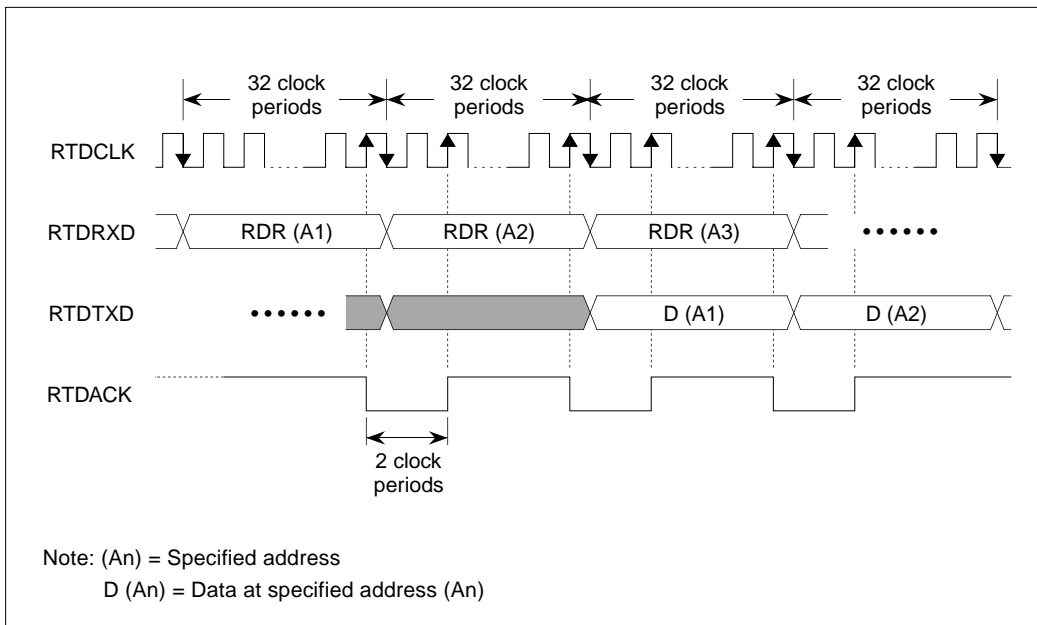 32 clock periods
32 clock periods
32 clock periods
32 clock periods
RTDCLK
RTDRXD
RDR (A1)
RDR (A2)
RDR (A3)
••••••
RTDTXD
••••••
D (A1)
D (A2)
RTDACK
2 clock periods
Note: (An) = Specified address
D (An) = Data at specified address (An)